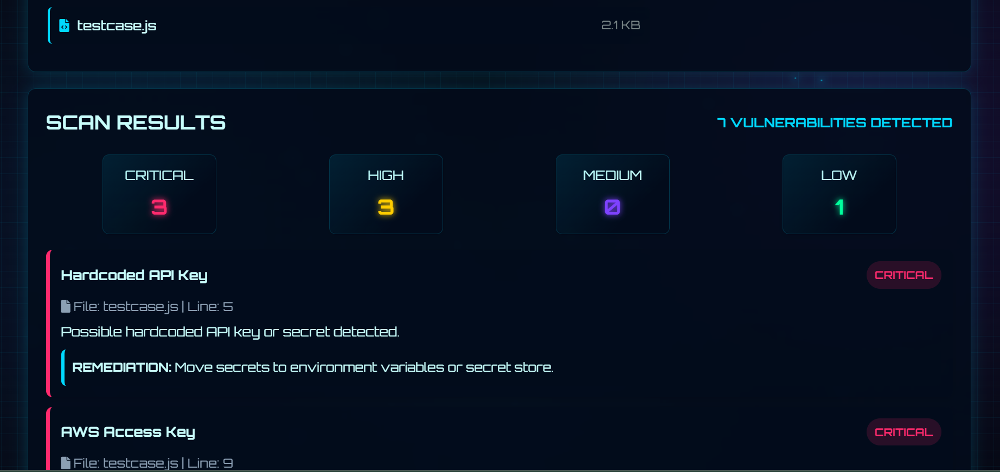 testcase.js 2.1 KB
SCAN RESULTS 7 VULNERABILITIES DETECTED
CRITICAL HIGH MEDIUM LOW
3 3 0 1
Hardcoded API Key CRITICAL
File: testcase.js | Line: 5
Possible hardcoded API key or secret detected.
REMEDIATION: Move secrets to environment variables or secret store.
AWS Access Key CRITICAL
File: testcase.js | Line: 9